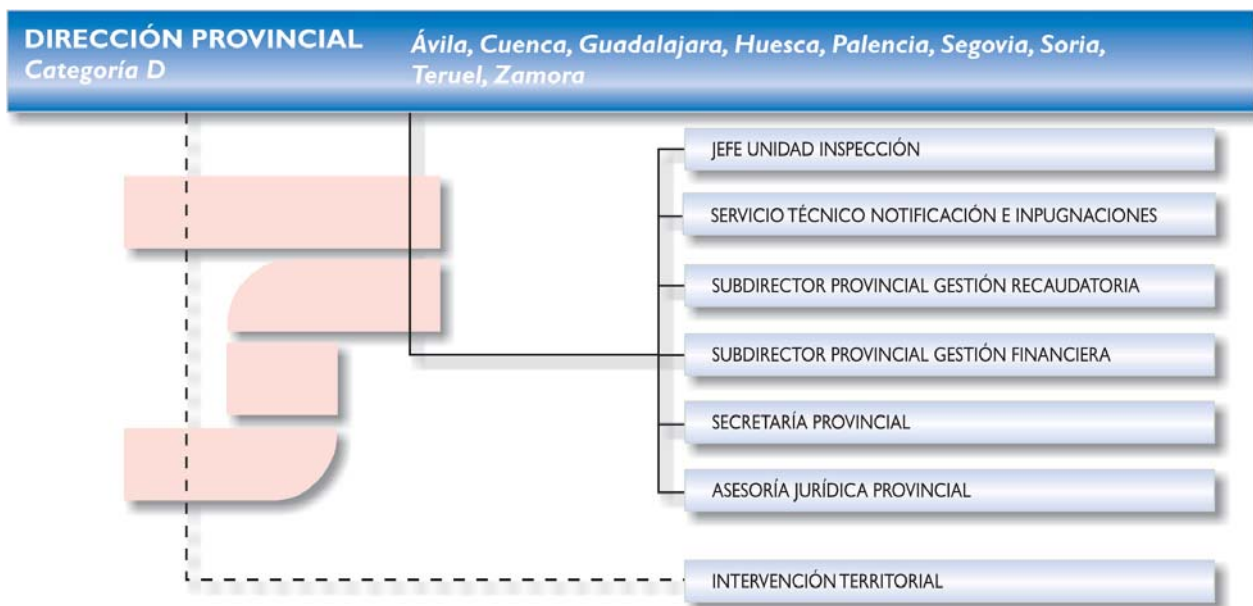 DIRECCIÓN PROVINCIAL
Categoría D
Ávila, Cuenca, Guadalajara, Huesca, Palencia, Segovia, Soria,
Teruel, Zamora
JEFE UNIDAD INSPECCIÓN
SERVICIO TÉCNICO NOTIFICACIÓN E INPUGNACIONES
SUBDIRECTOR PROVINCIAL GESTIÓN RECAUDATORIA
SUBDIRECTOR PROVINCIAL GESTIÓN FINANCIERA
SECRETARÍA PROVINCIAL
ASESORÍA JURÍDICA PROVINCIAL
INTERVENCIÓN TERRITORIAL